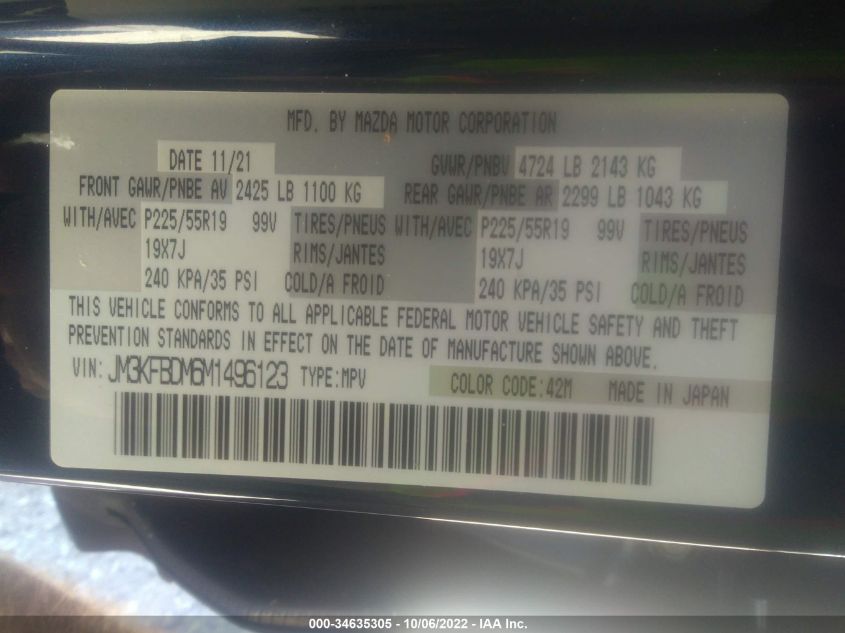 MFD. BY MAZDA MOTOR CORPORATION
DATE 11/21 GVWR/PNBV 4724 LB 2143 KG
FRONT GAWR/PNBE AV 2425 LB 1100 KG REAR GAWR/PNBE AR 2299 LB 1043 KG
WITH/AVEC P225/55R19 99V TIRES/PNEUS WITH/AVEC P225/55R19 99V TIRES/PNEUS
19X7J RIMS/JANTES 19X7J RIMS/JANTES
240 KPA/35 PSI COLD/A FROID 240 KPA/35 PSI COLD/A FROID
THIS VEHICLE CONFORMS TO ALL APPLICABLE FEDERAL MOTOR VEHICLE SAFETY AND THEFT
PREVENTION STANDARDS IN EFFECT ON THE DATE OF MANUFACTURE SHOWN ABOVE.
VIN: JM3KFBDM6M1496123 TYPE:MPV COLOR CODE:42M MADE IN JAPAN
000-34635305 - 10/06/2022 - IAA Inc.